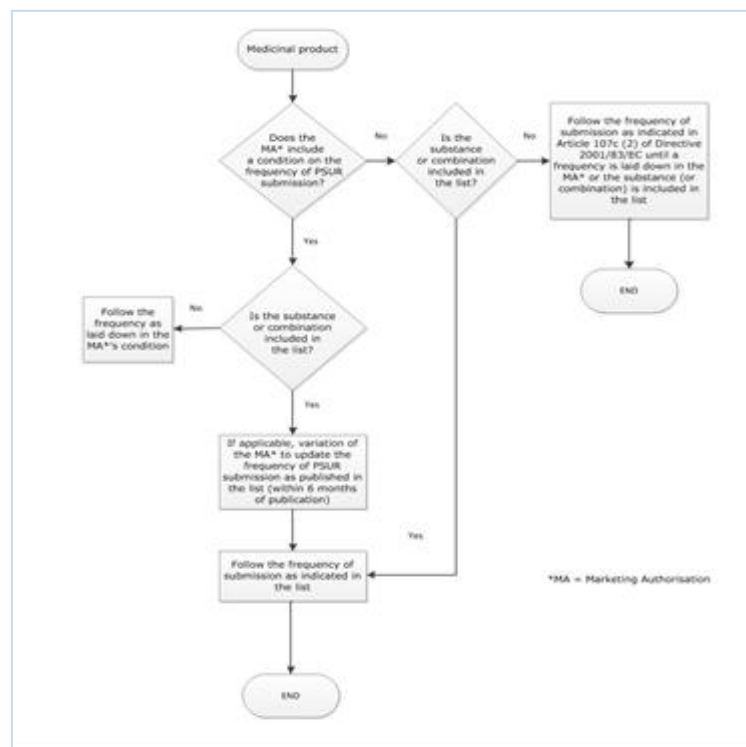 Medicinal product
Does the
MA* include
a condition on the
frequency of PSUR
submission?
No
Is the
substance
or combination
included in
the list?
No
Follow the frequency of
submission as indicated in
Article 107c (2) of Directive
2001/83/EC until a
frequency is laid down in the
MA* or the substance (or
combination) is included in
the list
Yes
END
Follow the
frequency as
laid down in the
MA*'s condition
No
Is the substance
or combination
included in
the list?
Yes
If applicable, variation of
the MA* to update the
frequency of PSUR
submission as published in
the list (within 6 months
of publication)
Yes
Follow the frequency of
submission as indicated in
the list
*MA = Marketing Authorisation
END